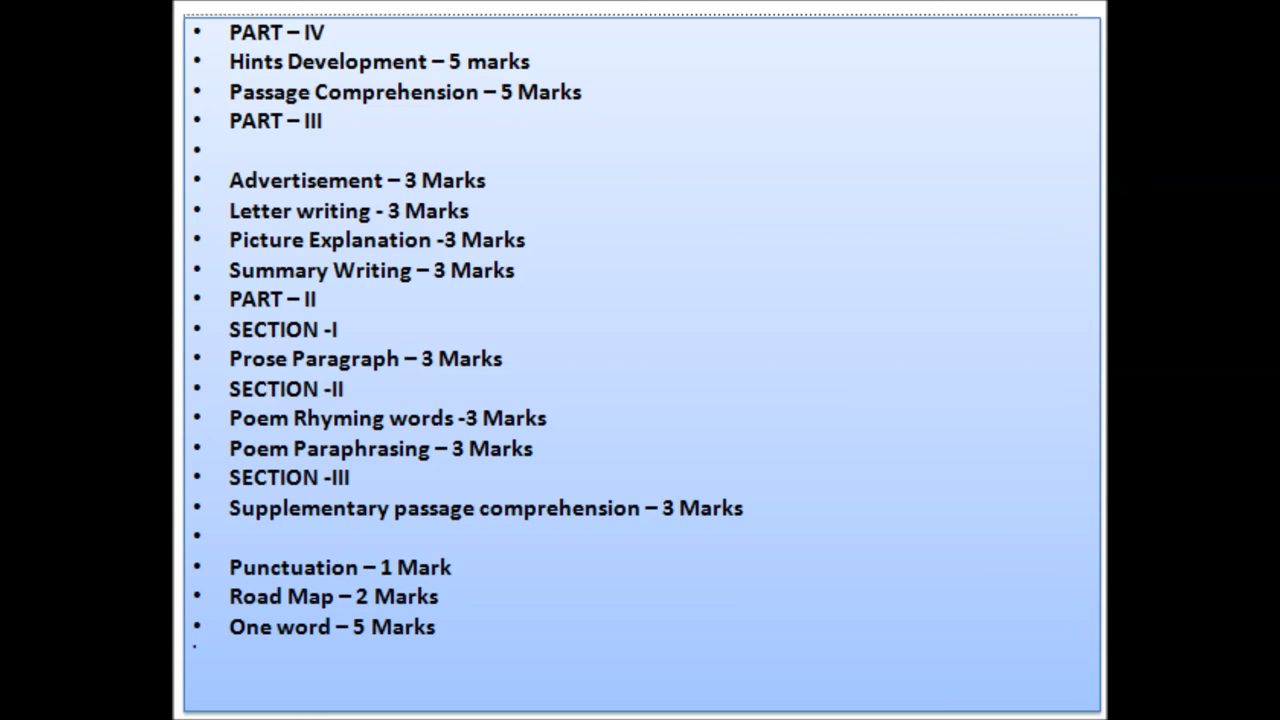 PART – IV
Hints Development – 5 marks
Passage Comprehension – 5 Marks
PART – III
Advertisement – 3 Marks
Letter writing - 3 Marks
Picture Explanation -3 Marks
Summary Writing – 3 Marks
PART – II
SECTION -I
Prose Paragraph – 3 Marks
SECTION -II
Poem Rhyming words -3 Marks
Poem Paraphrasing – 3 Marks
SECTION -III
Supplementary passage comprehension – 3 Marks
Punctuation – 1 Mark
Road Map – 2 Marks
One word – 5 Marks